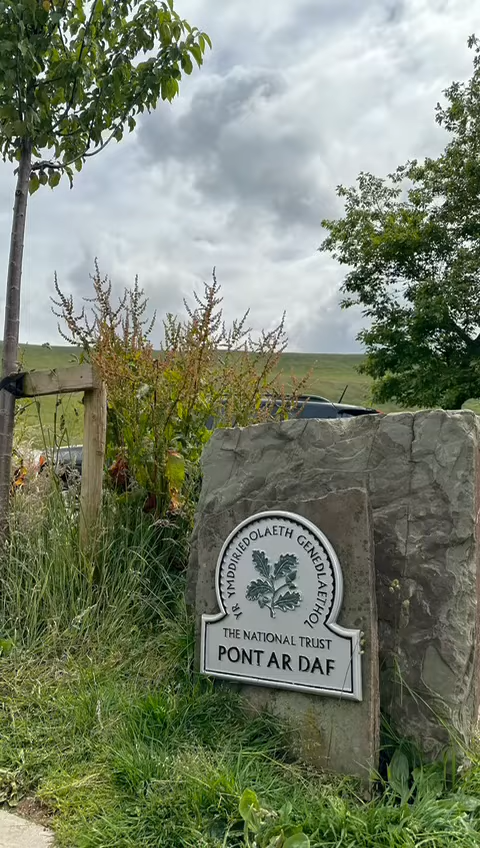 YR YMDDIRIEDOLAETH GENEDLAETHOL
THE NATIONAL TRUST
PONT AR DAF